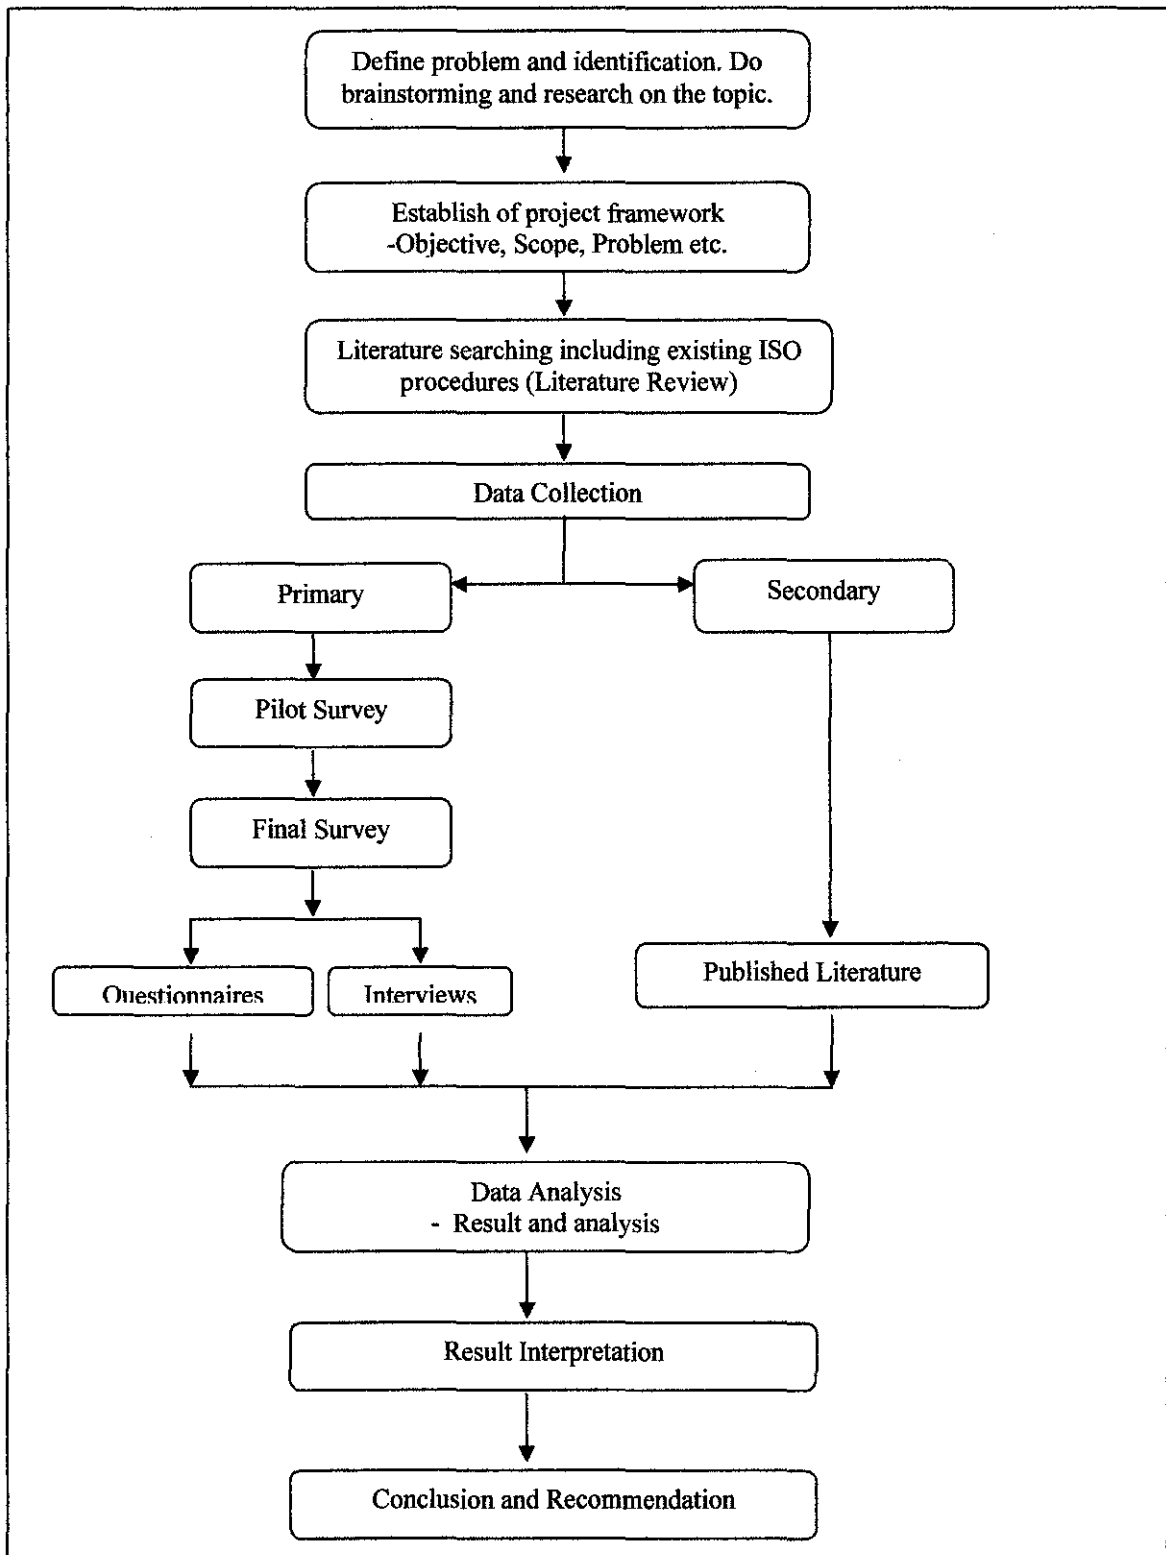 Define problem and identification. Do
brainstorming and research on the topic.
Establish of project framework
-Objective, Scope, Problem etc.
Literature searching including existing ISO
procedures (Literature Review)
Data Collection
Primary
Secondary
Pilot Survey
Final Survey
Questionnaires
Interviews
Published Literature
Data Analysis
- Result and analysis
Result Interpretation
Conclusion and Recommendation